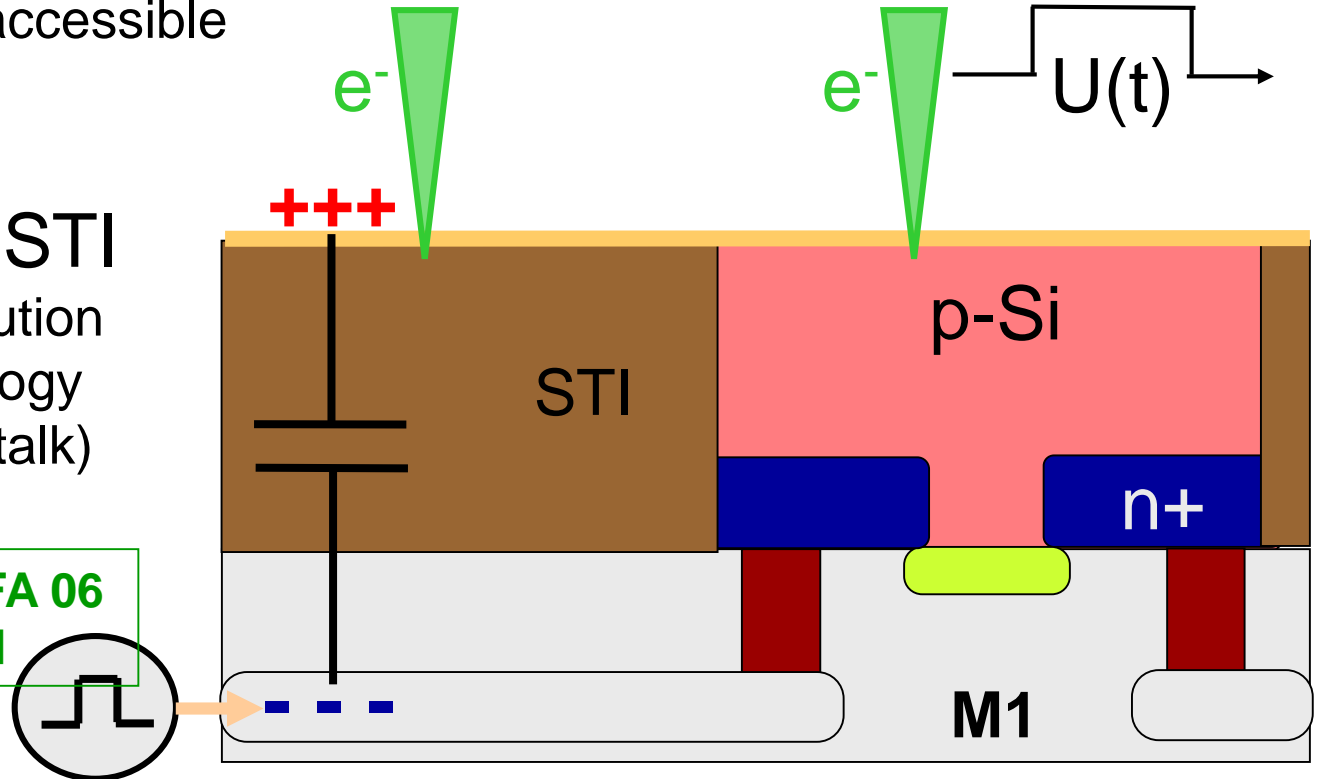 accessible
e-
e-
U(t)
+++
STI
ution
ogy
talk)
p-Si
STI
n+
FA 06
M1